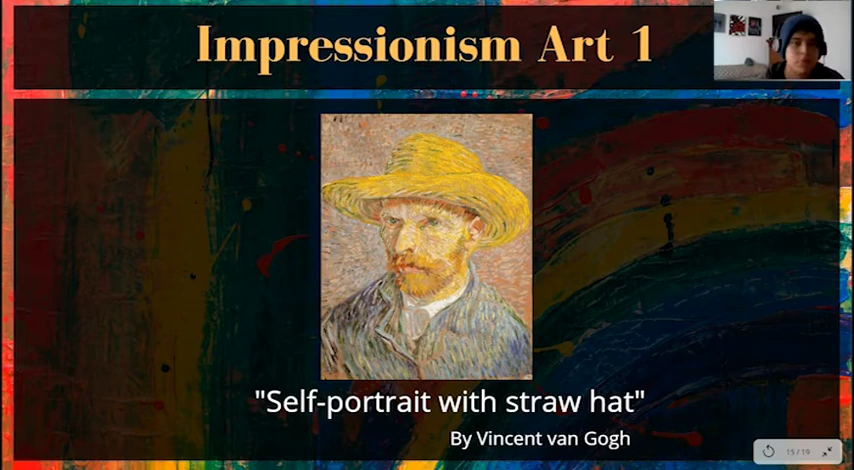 Impressionism Art 1
"Self-portrait with straw hat"
By Vincent van Gogh
15 / 19